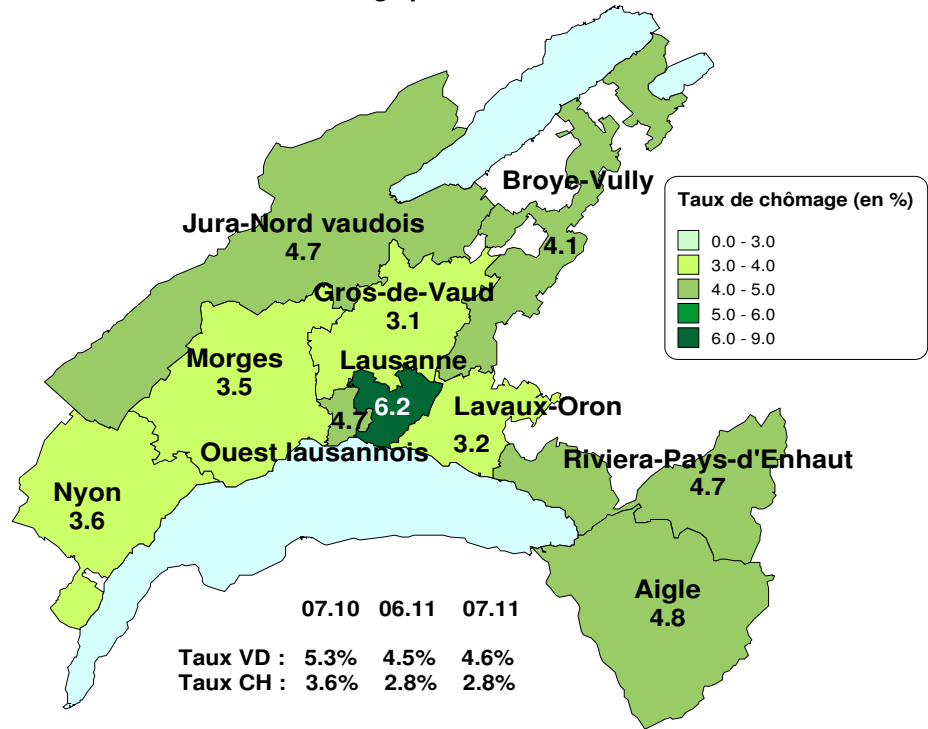 Broye-Vully
4.1
Jura-Nord vaudois
4.7
Gros-de-Vaud
3.1
Morges
3.5
Lausanne
6.2
4.7
Ouest lausannois
Lavaux-Oron
3.2
Riviera-Pays-d'Enhaut
4.7
Nyon
3.6
Aigle
4.8
Taux de chômage (en %)
0.0 - 3.0
3.0 - 4.0
4.0 - 5.0
5.0 - 6.0
6.0 - 9.0
07.10 06.11 07.11
Taux VD : 5.3% 4.5% 4.6%
Taux CH : 3.6% 2.8% 2.8%